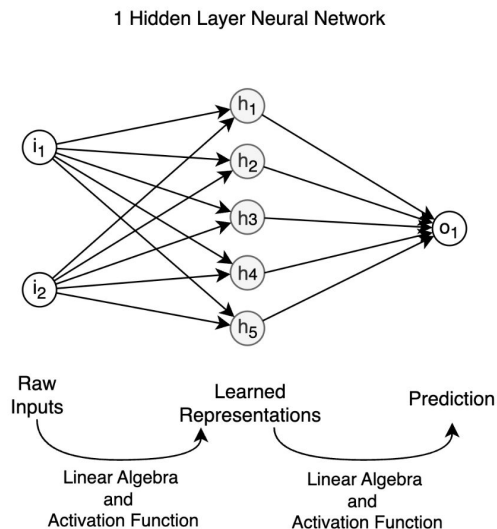 1 Hidden Layer Neural Network
h1
i1
h2
h3
o1
i2
h4
h5
Raw
Inputs
Learned
Representations
Prediction
Linear Algebra
and
Activation Function
Linear Algebra
and
Activation Function